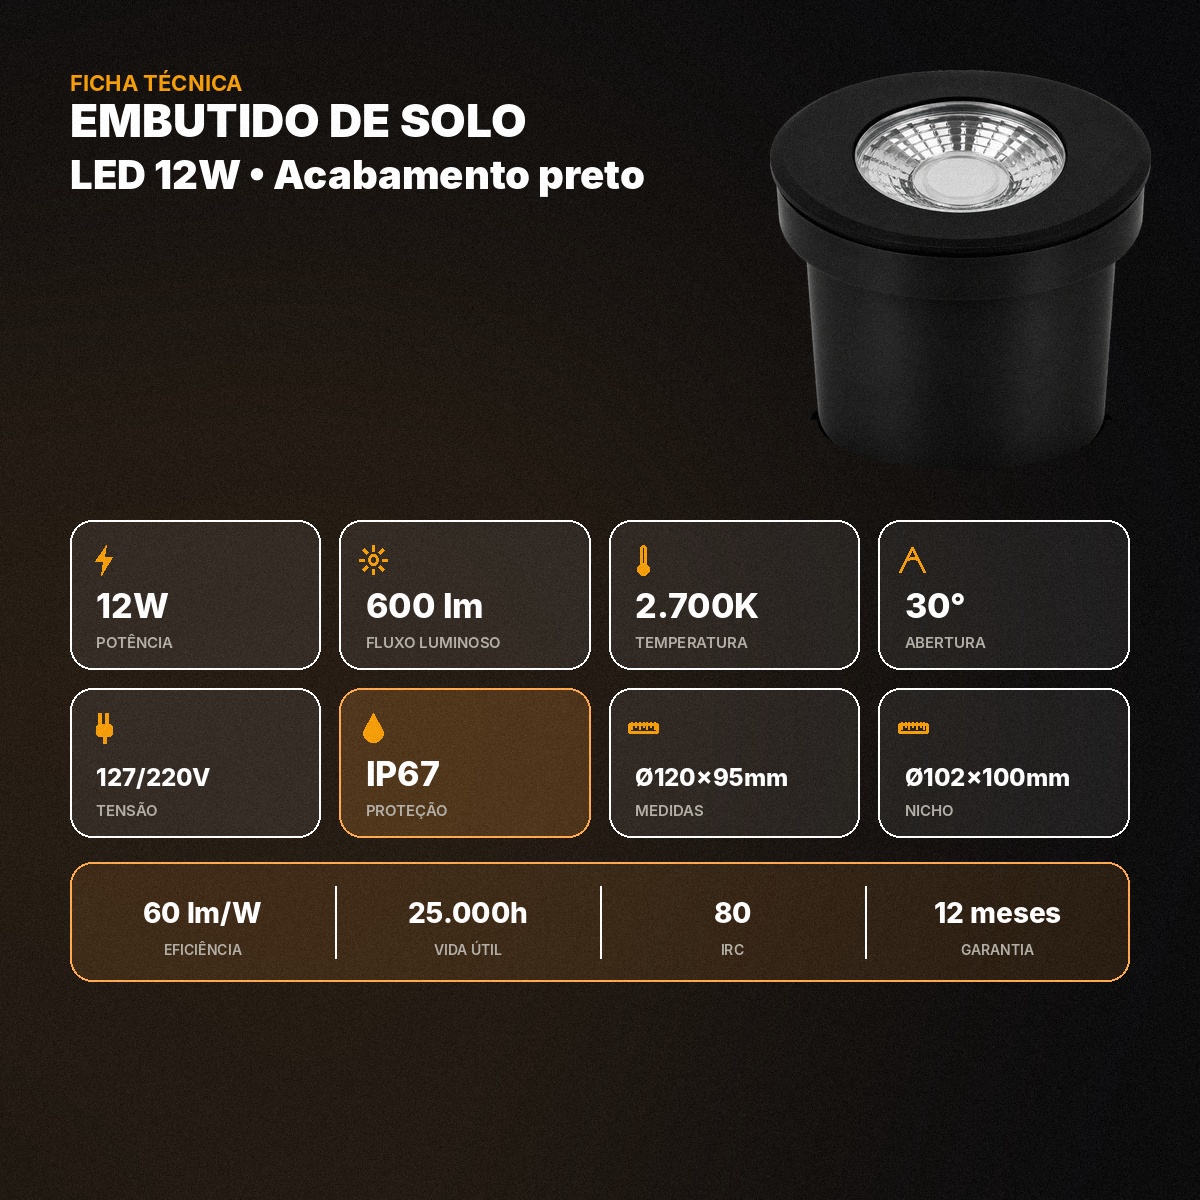 FICHA TÉCNICA
EMBUTIDO DE SOLO
LED 12W • Acabamento preto
12W
POTÊNCIA
600 lm
FLUXO LUMINOSO
2.700K
TEMPERATURA
30°
ABERTURA
127/220V
TENSÃO
IP67
PROTEÇÃO
Ø120×95mm
MEDIDAS
Ø102×100mm
NICHO
60 lm/W
EFICIÊNCIA
25.000h
VIDA ÚTIL
80
IRC
12 meses
GARANTIA